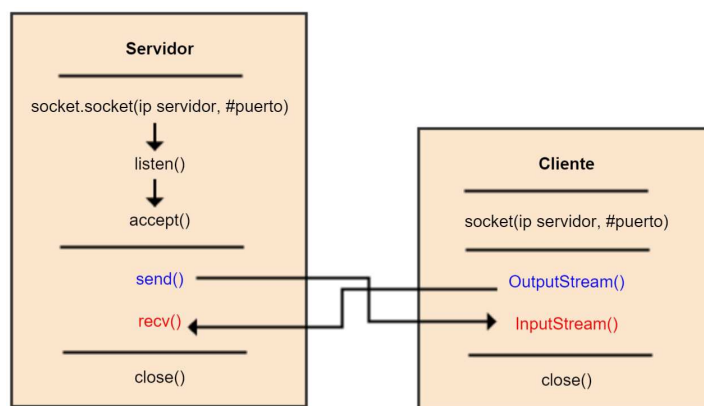 Servidor
socket.socket(ip servidor, #puerto)
listen()
accept()
send()
recv()
close()
Cliente
socket(ip servidor, #puerto)
OutputStream()
InputStream()
close()